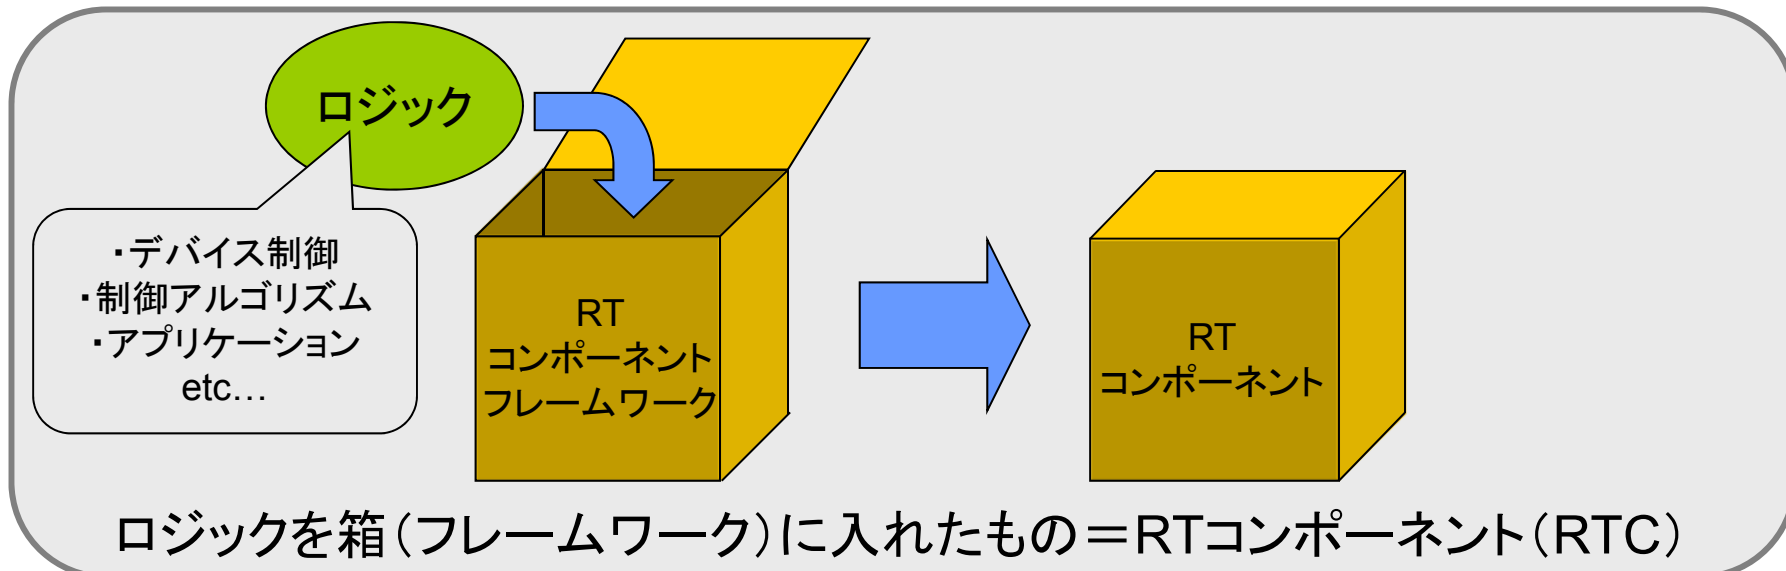 ロジック
・デバイス制御
・制御アルゴリズム
・アプリケーション
etc…
RT
コンポーネント
フレームワーク
RT
コンポーネント
ロジックを箱（フレームワーク）に入れたもの＝RTコンポーネント（RTC）